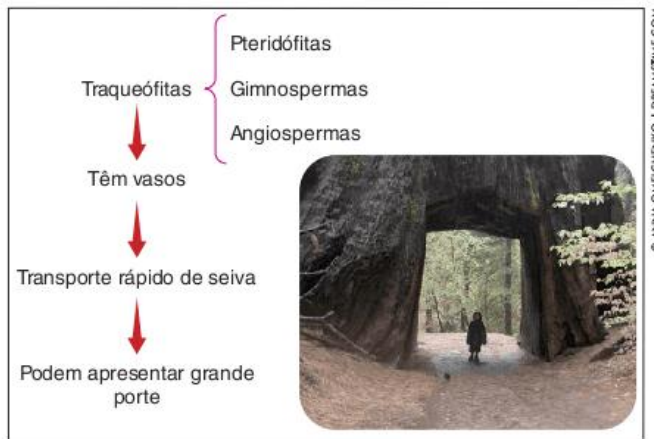 Pteridófitas
Traqueófitas
Gimnospermas
Angiospermas
Têm vasos
Transporte rápido de seiva
Podem apresentar grande
porte